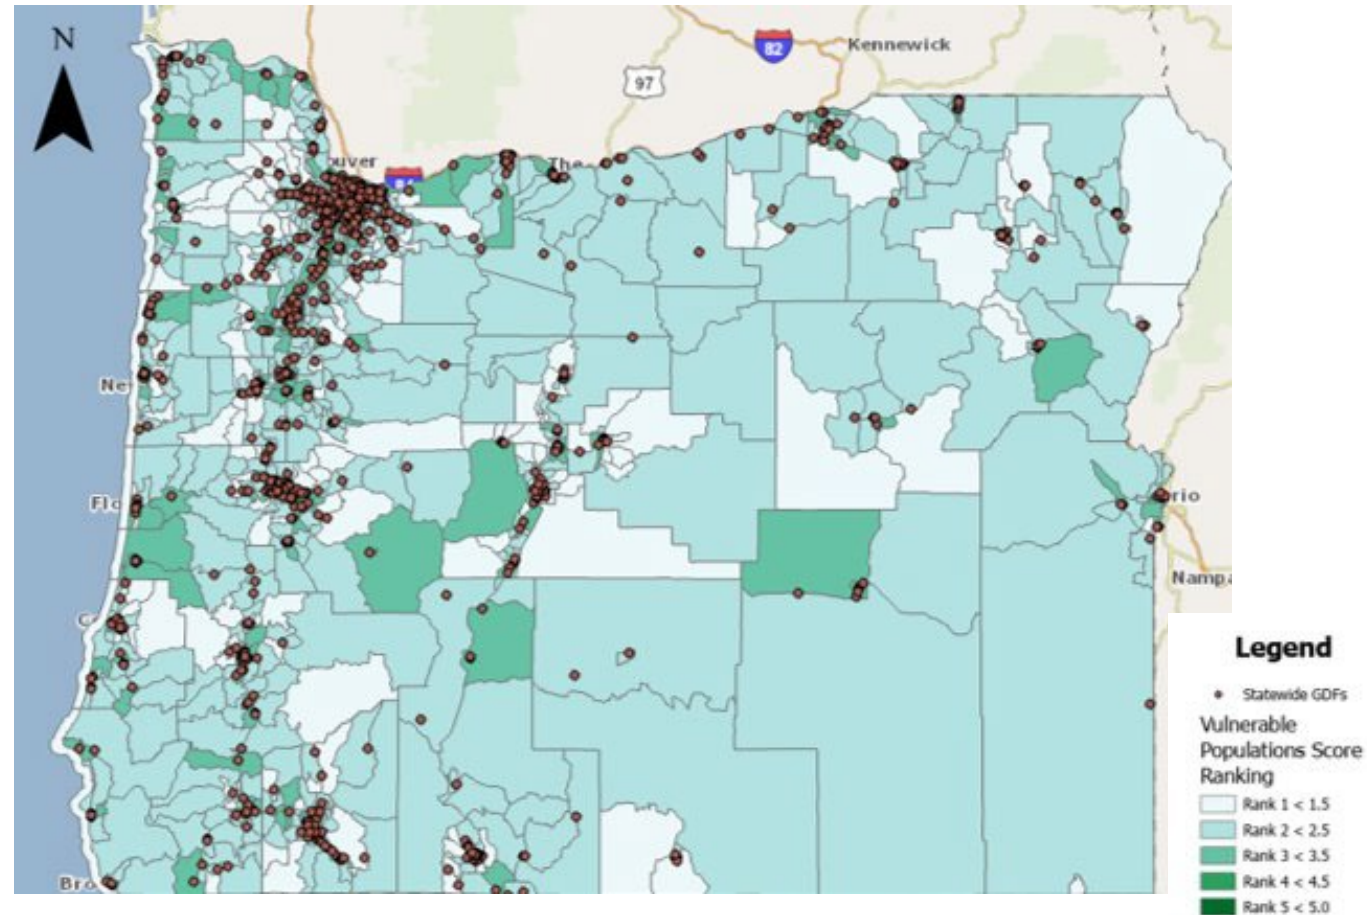 N
82
Kennewick
97
uver
84
The
Ne
Flo
rio
Nampa
C
Bro
Legend
Statewide GDFs
Vulnerable
Populations Score
Ranking
Rank 1 < 1.5
Rank 2 < 2.5
Rank 3 < 3.5
Rank 4 < 4.5
Rank 5 < 5.0